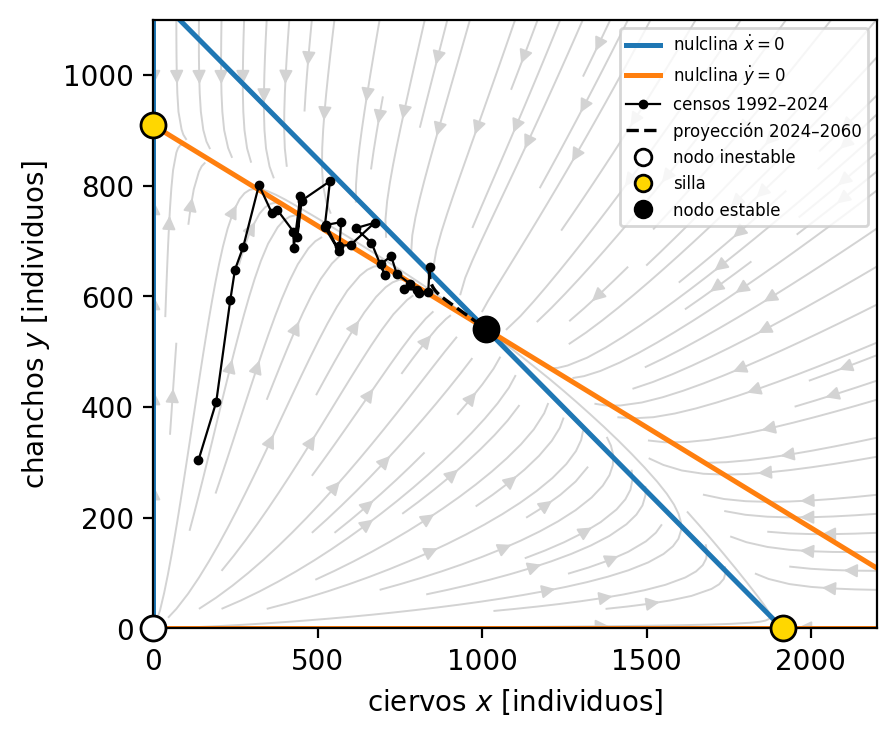 1000
800
600
400
200
0
chanchos y [individuos]
0
500
1000
1500
2000
ciervos x [individuos]
nulclina ẋ = 0
nulclina ẏ = 0
censos 1992–2024
proyección 2024–2060
nodo inestable
silla
nodo estable